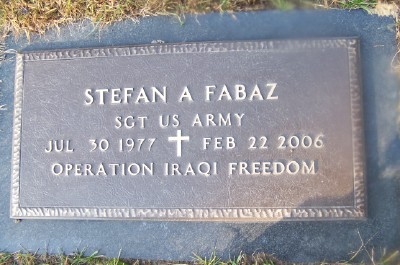 STEFAN A FABAZ
SGT US ARMY
JUL 30 1977 FEB 22 2006
OPERATION IRAQI FREEDOM